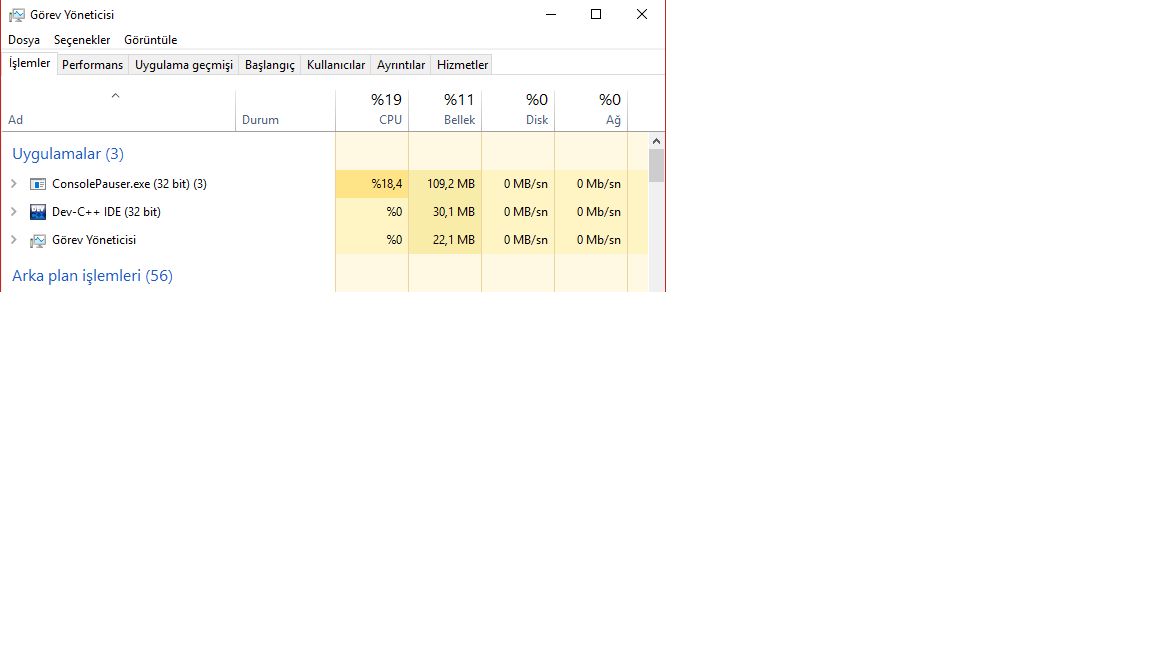 Görev Yöneticisi
Dosya Seçenekler Görüntüle
İşlemler Performans Uygulama geçmişi Başlangıç Kullanıcılar Ayrıntılar Hizmetler
%19 %11 %0 %0
Ad Durum CPU Bellek Disk Ağ
Uygulamalar (3)
ConsolePauser.exe (32 bit) (3) %18,4 109,2 MB 0 MB/sn 0 Mb/sn
Dev-C++ IDE (32 bit) %0 30,1 MB 0 MB/sn 0 Mb/sn
Görev Yöneticisi %0 22,1 MB 0 MB/sn 0 Mb/sn
Arka plan işlemleri (56)